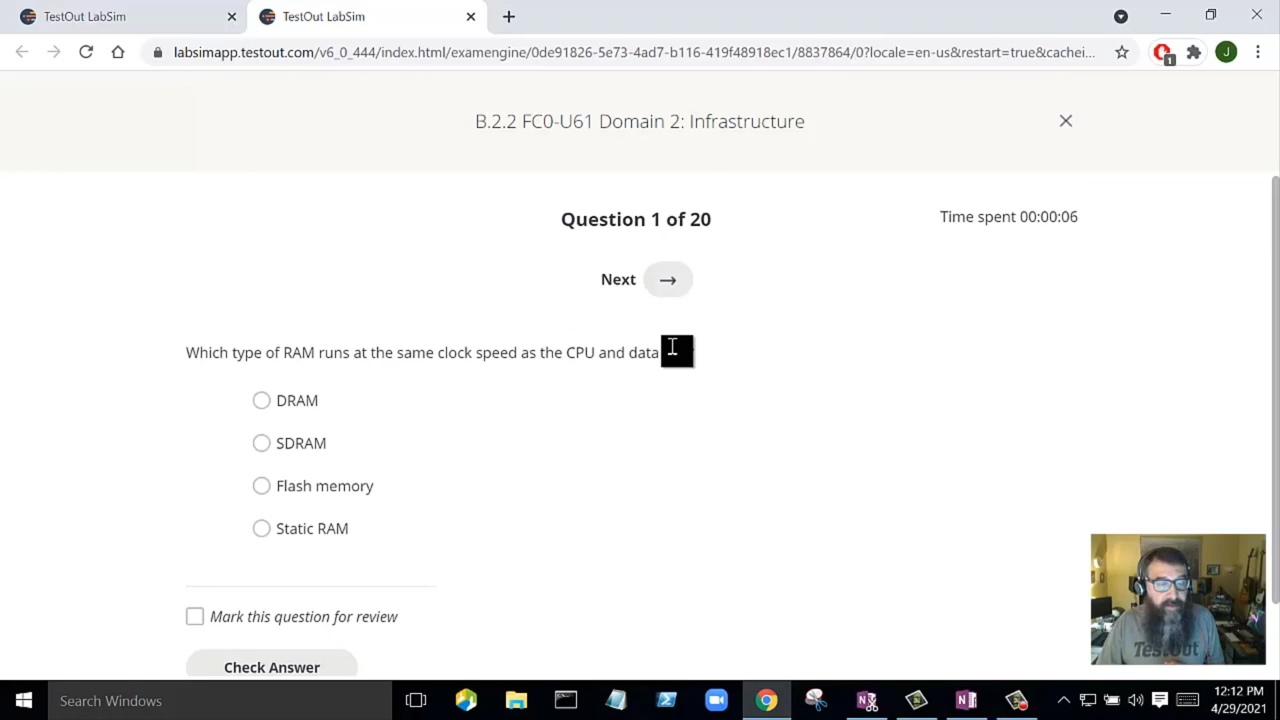 TestOut LabSim
TestOut LabSim
labsimapp.testout.com/v6_0_444/index.html/examengine/0de91826-5e73-4ad7-b116-419f48918ec1/8837864/0?locale=en-us&restart=true&cachei...
1
J
B.2.2 FC0-U61 Domain 2: Infrastructure
Question 1 of 20
Time spent 00:00:06
Next →
Which type of RAM runs at the same clock speed as the CPU and data
DRAM
SDRAM
Flash memory
Static RAM
Mark this question for review
Check Answer
TestOut
Search Windows
12:12 PM
4/29/2021